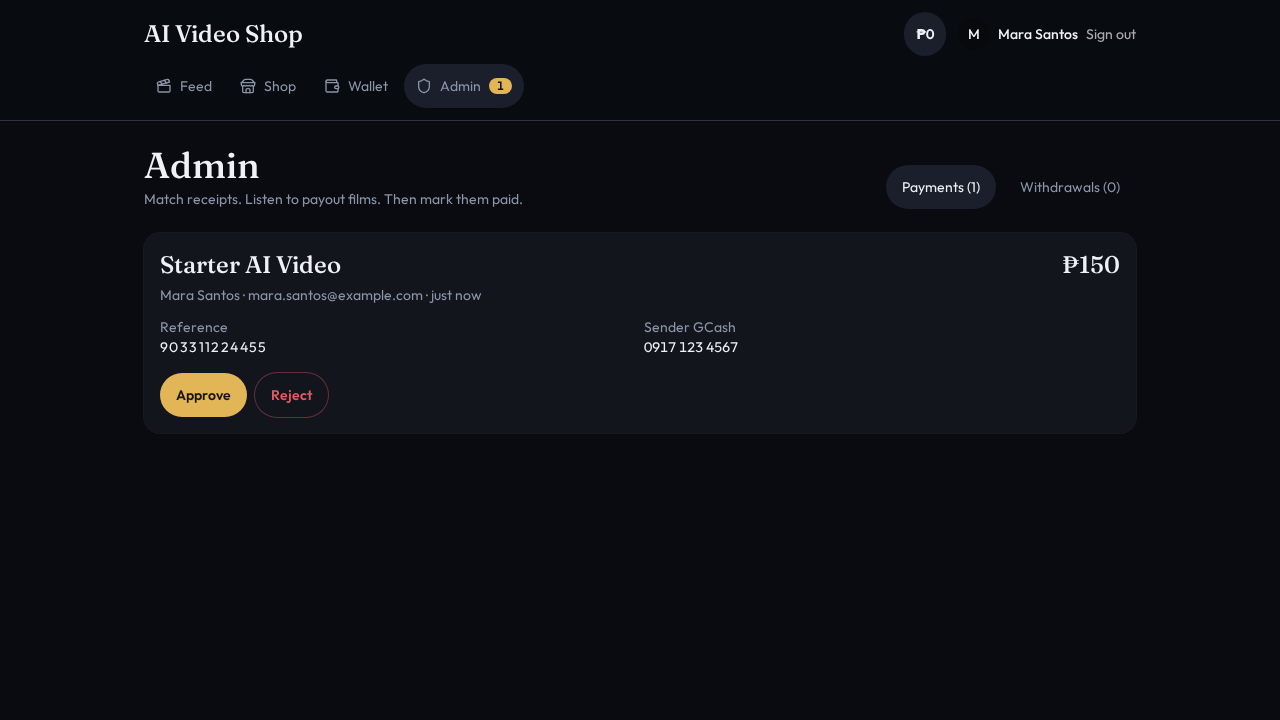 AI Video Shop
₱0
M
Mara Santos
Sign out
Feed
Shop
Wallet
Admin
1
Admin
Match receipts. Listen to payout films. Then mark them paid.
Payments (1)
Withdrawals (0)
Starter AI Video
₱150
Mara Santos · mara.santos@example.com · just now
Reference
903311224455
Sender GCash
0917 123 4567
Approve
Reject